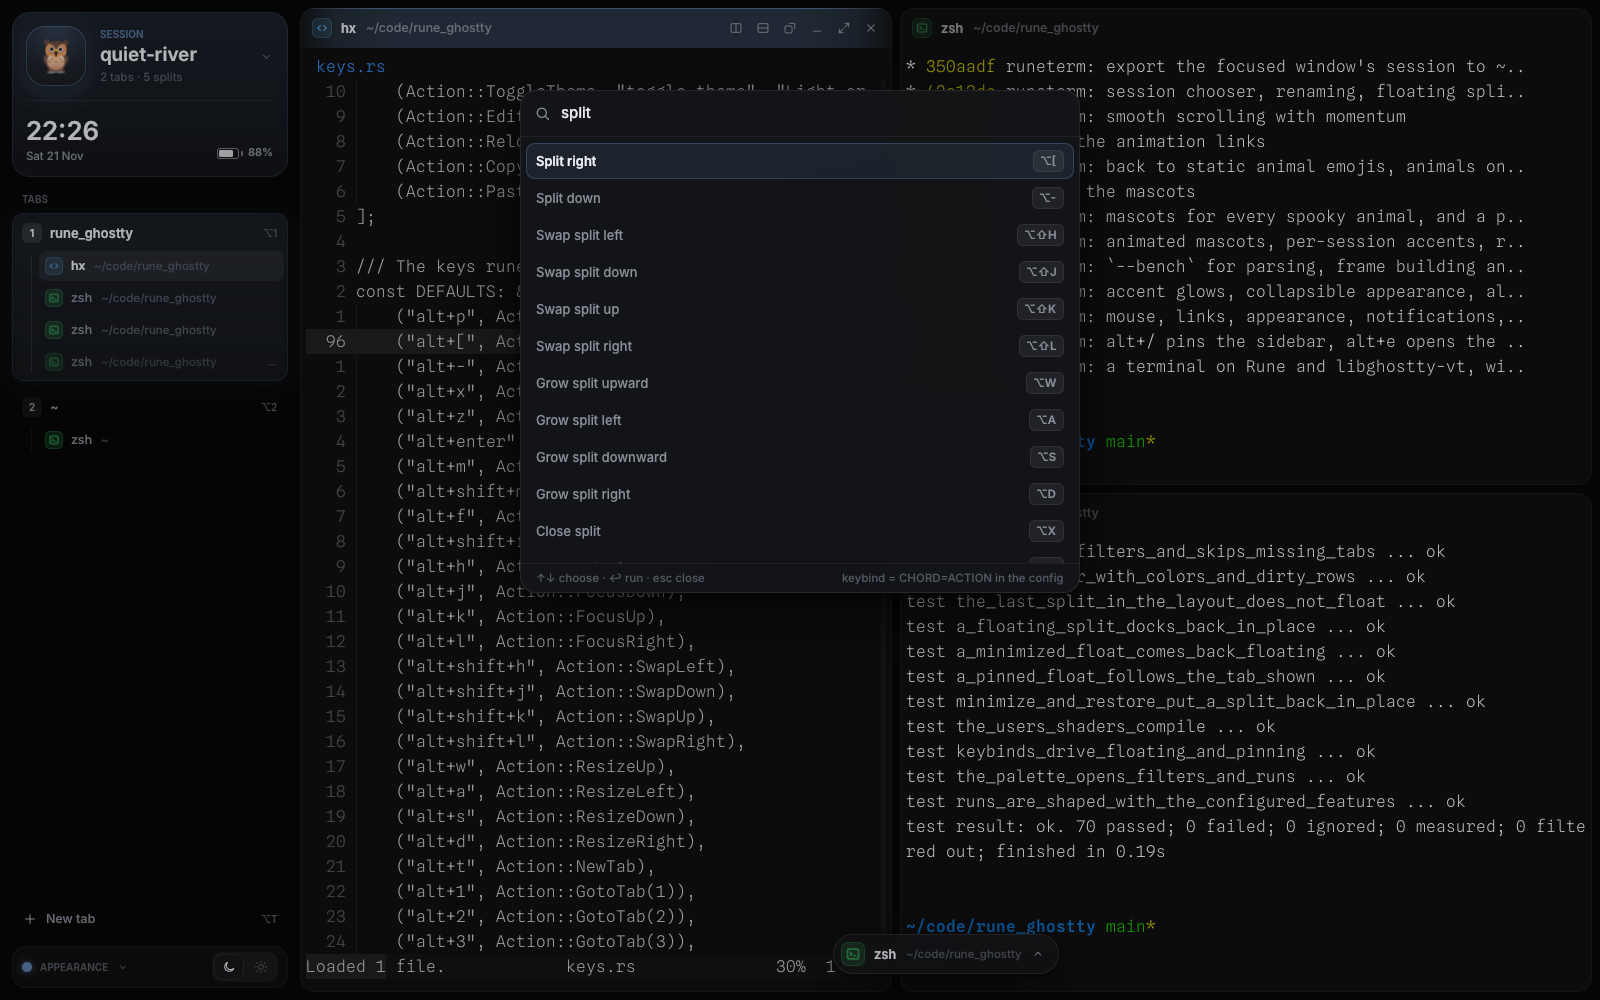 SESSION
quiet-river
2 tabs · 5 splits
22:26
Sat 21 Nov
88%
TABS
1 rune_ghostty ⌥1
hx ~/code/rune_ghostty
zsh ~/code/rune_ghostty
zsh ~/code/rune_ghostty
zsh ~/code/rune_ghostty –
2 ~ ⌥2
zsh ~
+ New tab ⌥T
APPEARANCE
hx ~/code/rune_ghostty
keys.rs
10 (Action::ToggleTheme, "toggle_theme", "Light or
9 (Action::Edi
8 (Action::Relo
7 (Action::Copy
6 (Action::Pas
5 ];
4
3 /// The keys rune
2 const DEFAULTS: &
1 ("alt+p", Act
96 ("alt+[", Act
1 ("alt+-", Act
2 ("alt+x", Act
3 ("alt+z", Act
4 ("alt+enter"
5 ("alt+m", Act
6 ("alt+shift+m
7 ("alt+f", Act
8 ("alt+shift+
9 ("alt+h", Act
10 ("alt+j", Action::FocusDown),
11 ("alt+k", Action::FocusUp),
12 ("alt+l", Action::FocusRight),
13 ("alt+shift+h", Action::SwapLeft),
14 ("alt+shift+j", Action::SwapDown),
15 ("alt+shift+k", Action::SwapUp),
16 ("alt+shift+l", Action::SwapRight),
17 ("alt+w", Action::ResizeUp),
18 ("alt+a", Action::ResizeLeft),
19 ("alt+s", Action::ResizeDown),
20 ("alt+d", Action::ResizeRight),
21 ("alt+t", Action::NewTab),
22 ("alt+1", Action::GotoTab(1)),
23 ("alt+2", Action::GotoTab(2)),
24 ("alt+3", Action::GotoTab(3)),
Loaded 1 file. keys.rs 30% 1
split
Split right ⌥[
Split down ⌥-
Swap split left ⌥⇧H
Swap split down ⌥⇧J
Swap split up ⌥⇧K
Swap split right ⌥⇧L
Grow split upward ⌥W
Grow split left ⌥A
Grow split downward ⌥S
Grow split right ⌥D
Close split ⌥X
↑↓ choose · ↩ run · esc close keybind = CHORD=ACTION in the config
zsh ~/code/rune_ghostty
* 350aadf runeterm: export the focused window's session to ~..
m: session chooser, renaming, floating spli..
m: smooth scrolling with momentum
the animation links
m: back to static animal emojis, animals on..
the mascots
m: mascots for every spooky animal, and a p..
m: animated mascots, per-session accents, r..
m: `--bench` for parsing, frame building an..
m: accent glows, collapsible appearance, al..
m: mouse, links, appearance, notifications,..
m: alt+/ pins the sidebar, alt+e opens the ..
m: a terminal on Rune and libghostty-vt, wi..
ty main*
stty
filters_and_skips_missing_tabs ... ok
r_with_colors_and_dirty_rows ... ok
test the_last_split_in_the_layout_does_not_float ... ok
test a_floating_split_docks_back_in_place ... ok
test a_minimized_float_comes_back_floating ... ok
test a_pinned_float_follows_the_tab_shown ... ok
test minimize_and_restore_put_a_split_back_in_place ... ok
test the_users_shaders_compile ... ok
test keybinds_drive_floating_and_pinning ... ok
test the_palette_opens_filters_and_runs ... ok
test runs_are_shaped_with_the_configured_features ... ok
test result: ok. 70 passed; 0 failed; 0 ignored; 0 measured; 0 filte
red out; finished in 0.19s
~/code/rune_ghostty main*
zsh ~/code/rune_ghostty